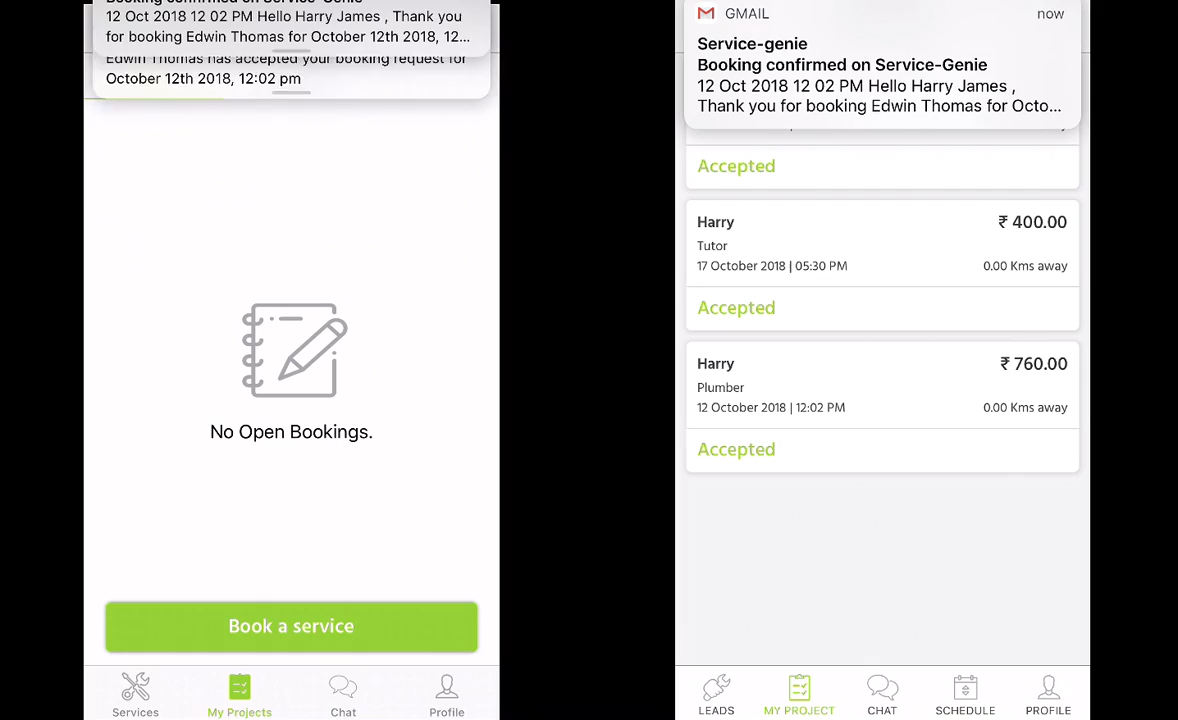 Booking confirmed on Service-Genie
12 Oct 2018 12 02 PM Hello Harry James , Thank you
for booking Edwin Thomas for October 12th 2018, 12...
Edwin Thomas has accepted your booking request for
October 12th 2018, 12:02 pm
No Open Bookings.
Book a service
Services
My Projects
Chat
Profile
GMAIL
now
Service-genie
Booking confirmed on Service-Genie
12 Oct 2018 12 02 PM Hello Harry James ,
Thank you for booking Edwin Thomas for Octo...
Accepted
Harry
₹ 400.00
Tutor
17 October 2018 | 05:30 PM
0.00 Kms away
Accepted
Harry
₹ 760.00
Plumber
12 October 2018 | 12:02 PM
0.00 Kms away
Accepted
LEADS
MY PROJECT
CHAT
SCHEDULE
PROFILE